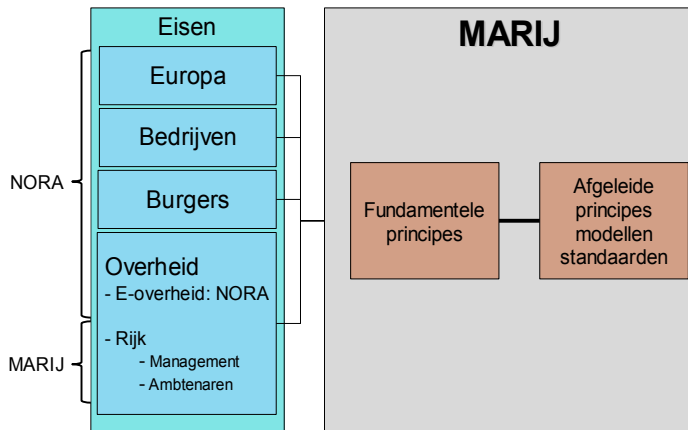 Eisen
Europa
Bedrijven
Burgers
Overheid
- E-overheid: NORA
- Rijk
- Management
- Ambtenaren
NORA
MARIJ
MARIJ
Fundamentele
principes
Afgeleide
principes
modellen
standaarden